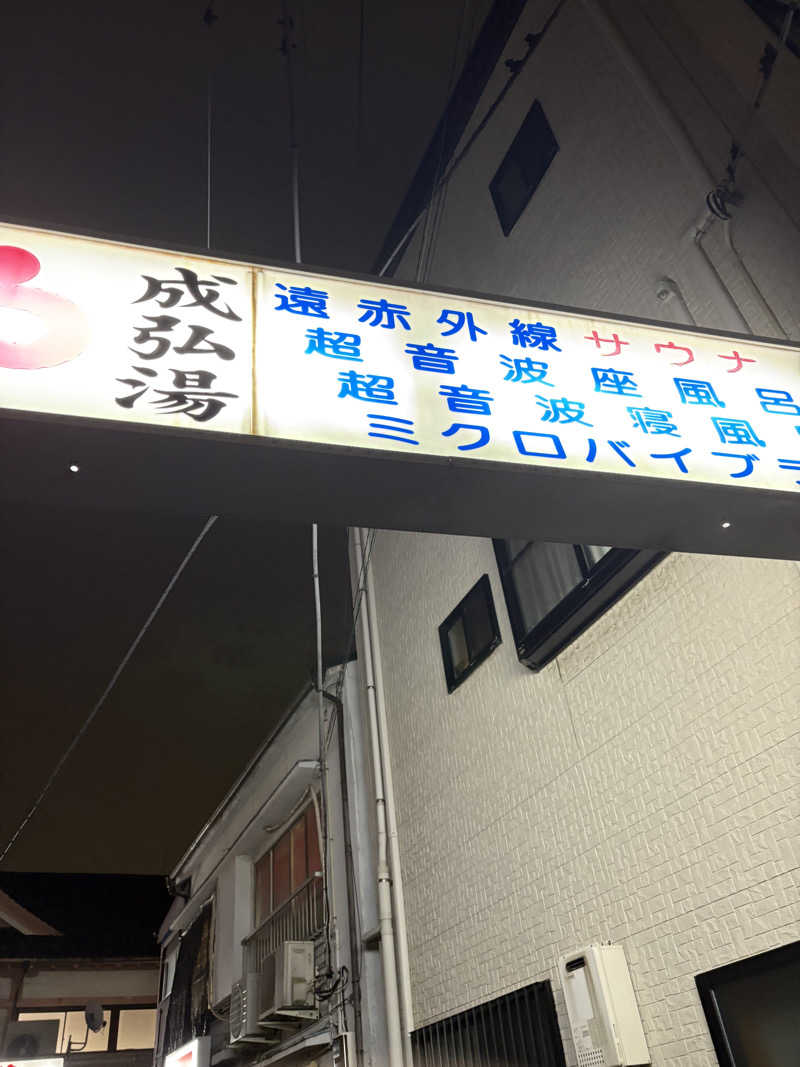 成弘湯
遠赤外線サウナ
超音波座風呂
超音波寝風
ミクロバイブラ